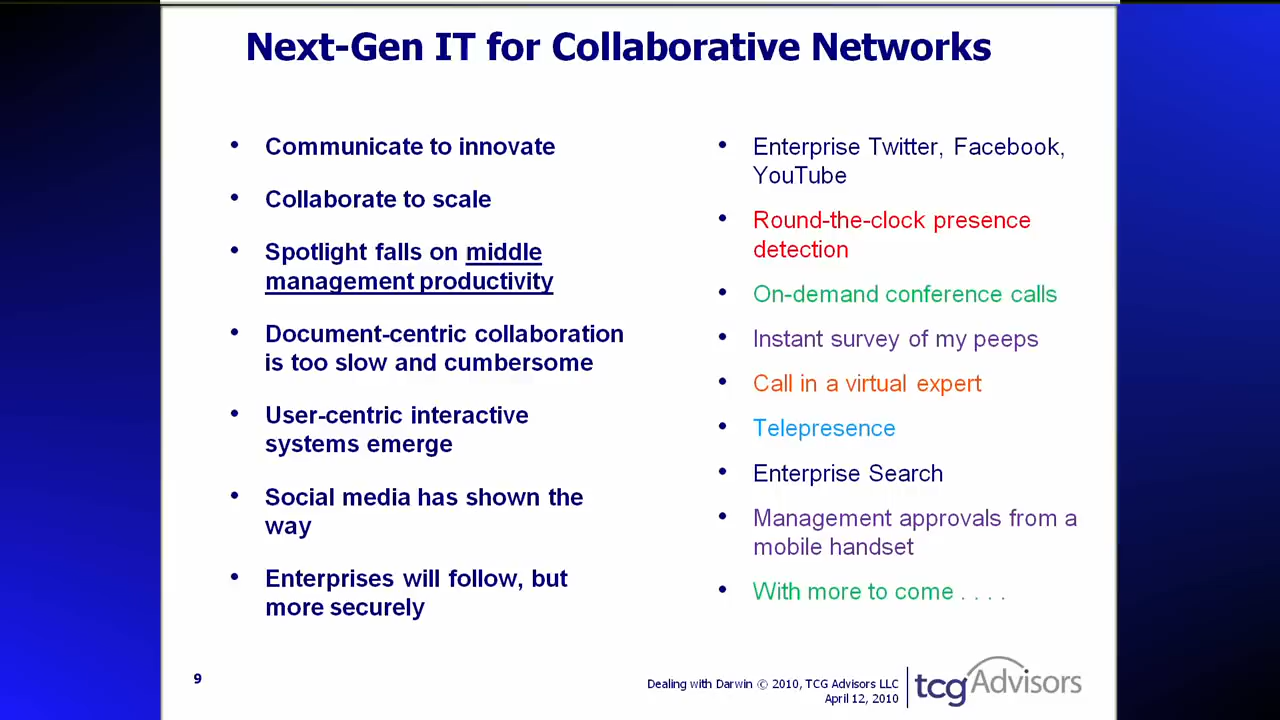 Next-Gen IT for Collaborative Networks
• Communicate to innovate
• Collaborate to scale
• Spotlight falls on middle
management productivity
• Document-centric collaboration
is too slow and cumbersome
• User-centric interactive
systems emerge
• Social media has shown the
way
• Enterprises will follow, but
more securely
• Enterprise Twitter, Facebook,
YouTube
• Round-the-clock presence
detection
• On-demand conference calls
• Instant survey of my peeps
• Call in a virtual expert
• Telepresence
• Enterprise Search
• Management approvals from a
mobile handset
• With more to come . . . .
9
Dealing with Darwin © 2010, TCG Advisors LLC
April 12, 2010
tcgAdvisors